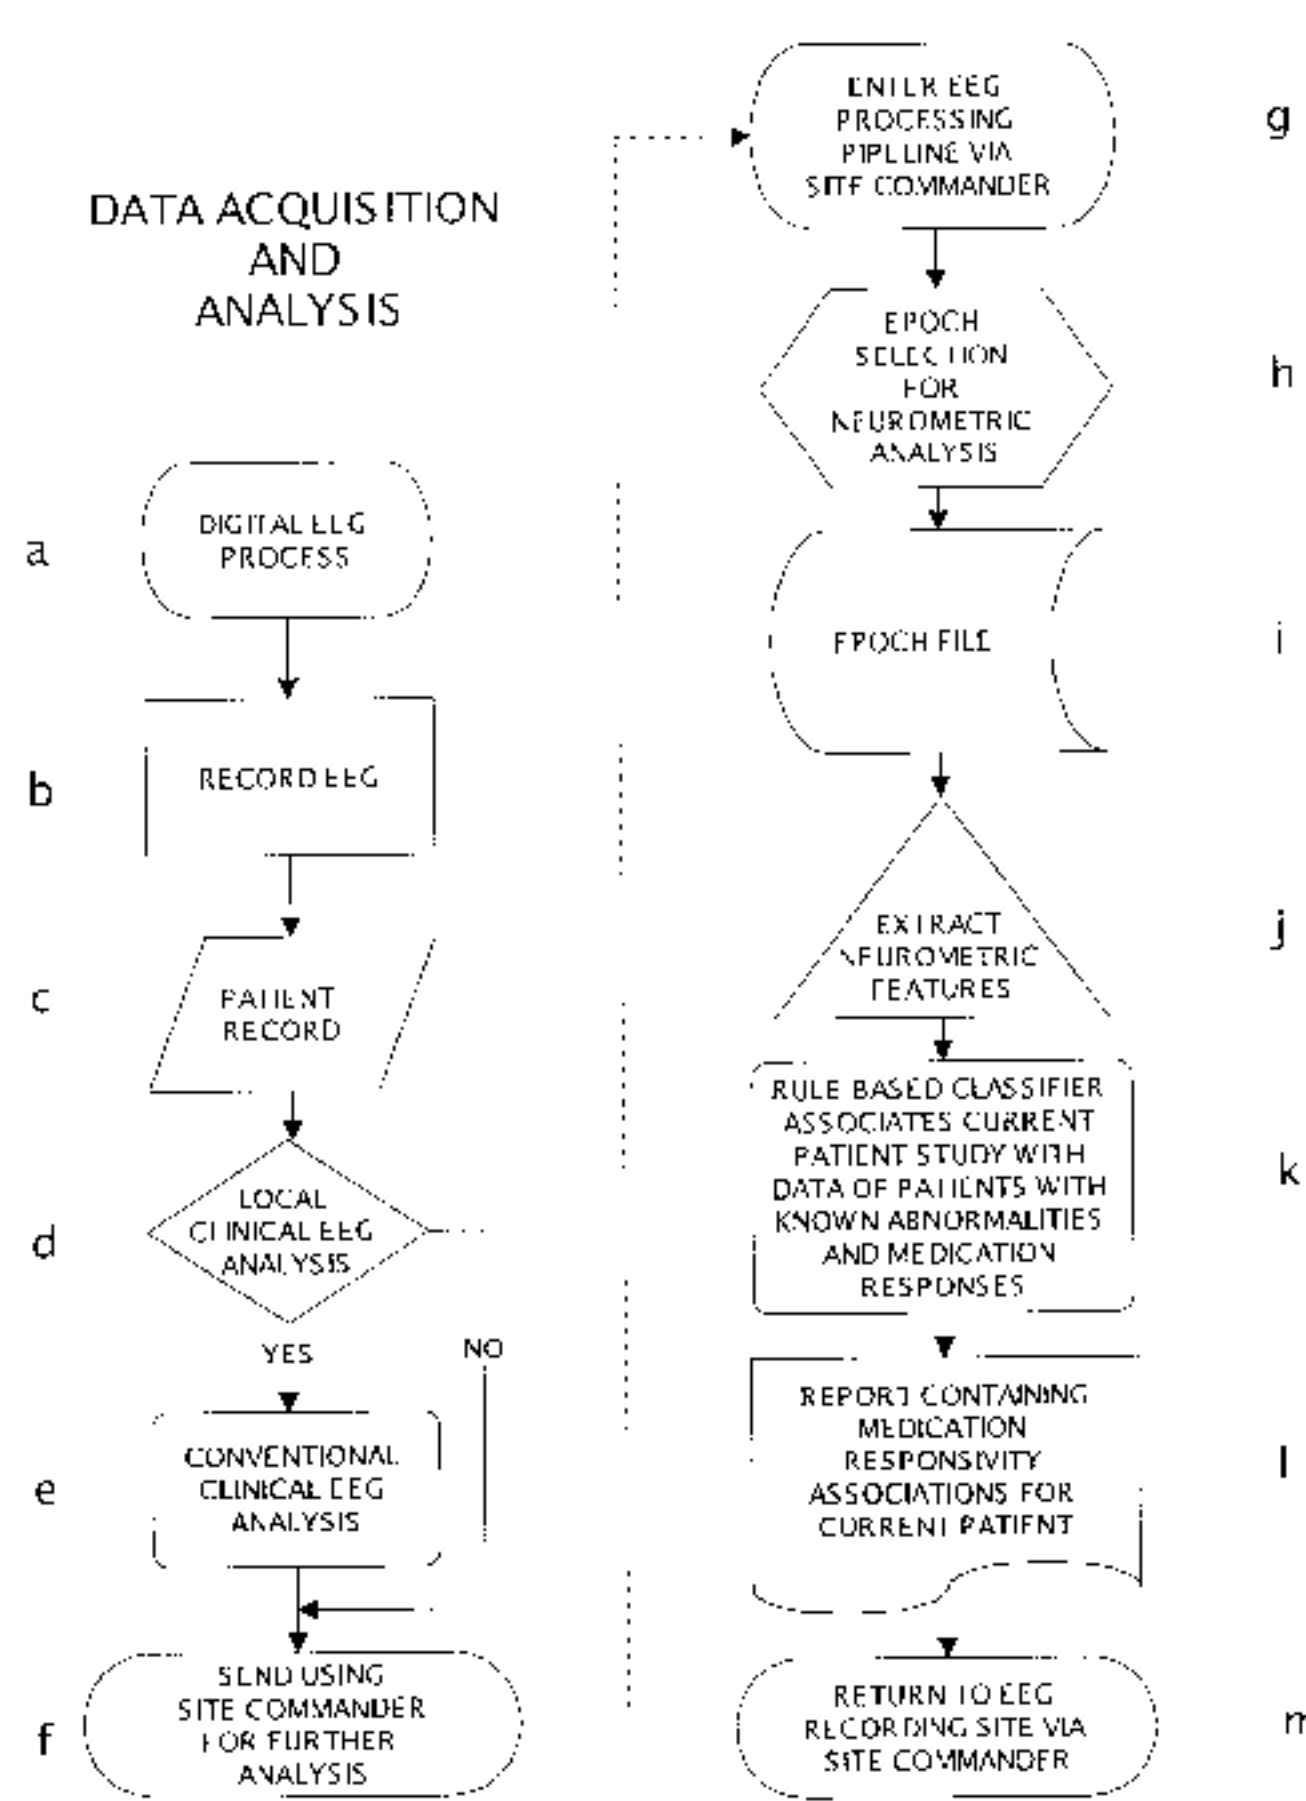 DATA ACQUISITION
AND
ANALYSIS
a
DIGITAL EEG
PROCESS
b
RECORD EEG
c
PATIENT
RECORD
d
LOCAL
CLINICAL EEG
ANALYSIS
YES
NO
e
CONVENTIONAL
CLINICAL EEG
ANALYSIS
f
SEND USING
SITE COMMANDER
FOR FURTHER
ANALYSIS
ENTER EEG
PROCESSING
PIPELINE VIA
SITE COMMANDER
g
EPOCH
SELECTION
FOR
NEUROMETRIC
ANALYSIS
h
EPOCH FILE
i
EXTRACT
NEUROMETRIC
FEATURES
j
RULE BASED CLASSIFIER
ASSOCIATES CURRENT
PATIENT STUDY WITH
DATA OF PATIENTS WITH
KNOWN ABNORMALITIES
AND MEDICATION
RESPONSES
k
REPORT CONTAINING
MEDICATION
RESPONSIVITY
ASSOCIATIONS FOR
CURRENT PATIENT
l
RETURN TO EEG
RECORDING SITE VIA
SITE COMMANDER
m